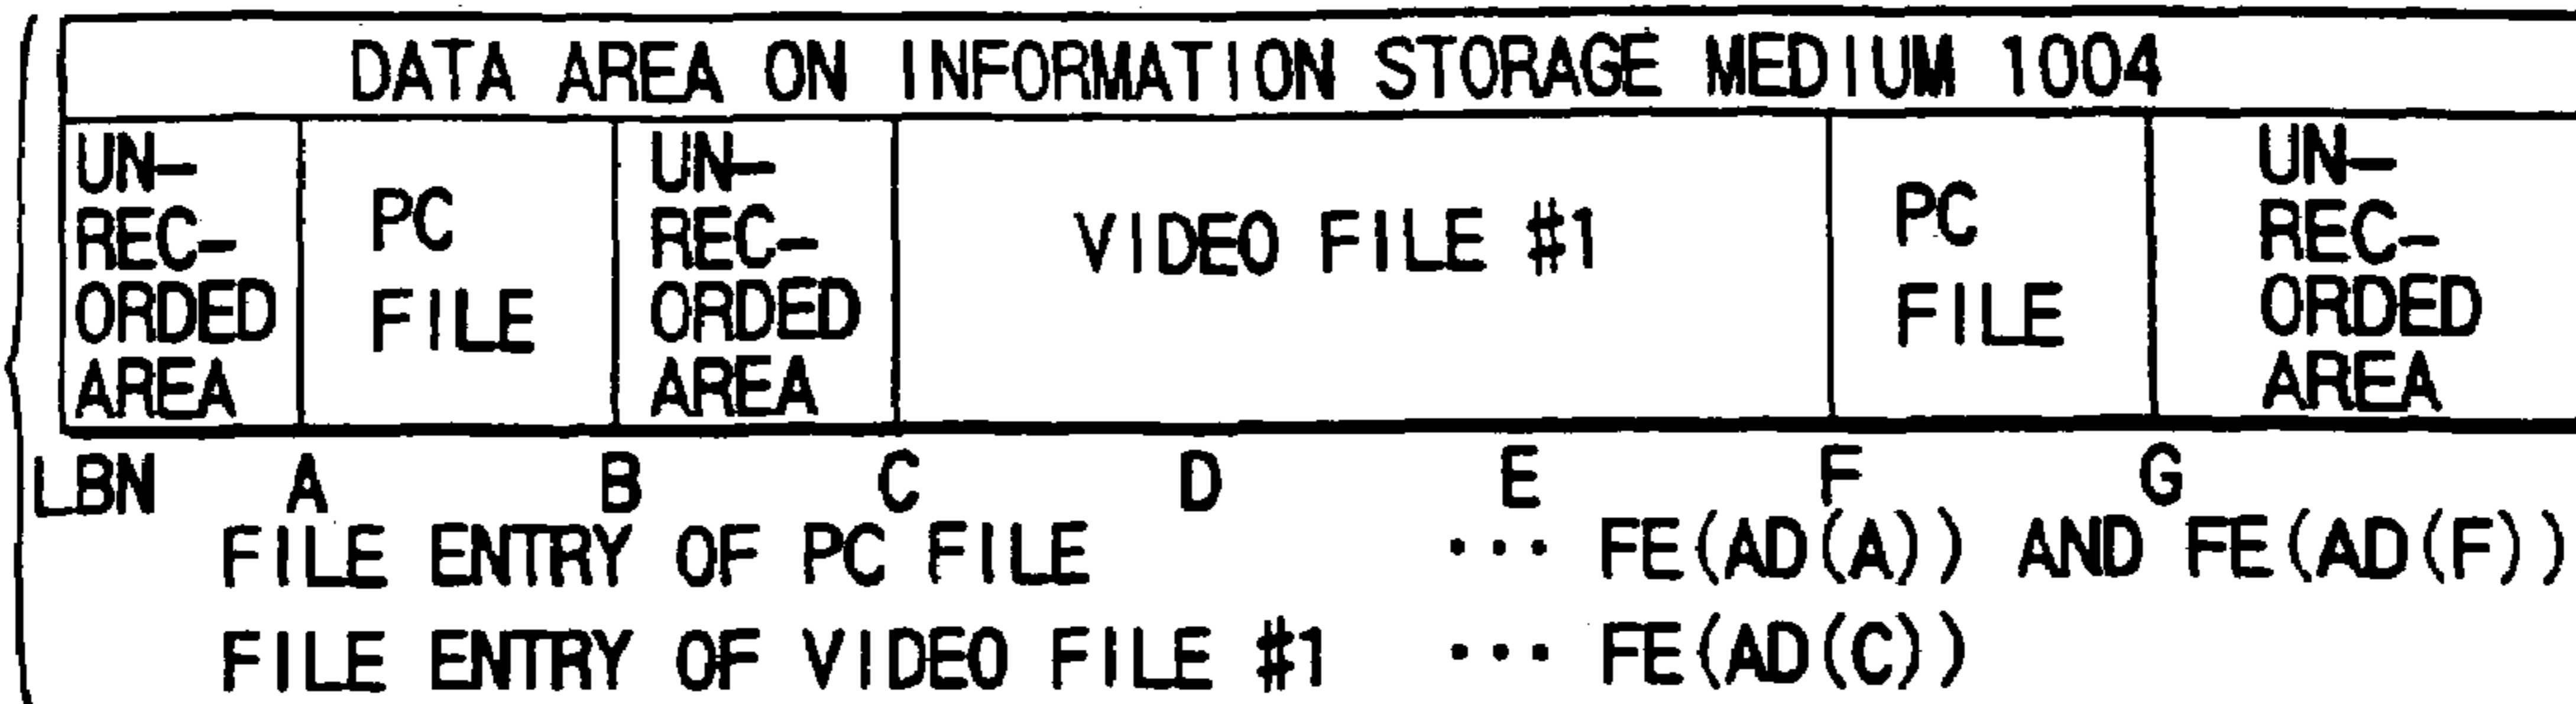 DATA AREA ON INFORMATION STORAGE MEDIUM 1004
UN-
REC-
ORDED
AREA
PC
FILE
UN-
REC-
ORDED
AREA
VIDEO FILE #1
PC
FILE
UN-
REC-
ORDED
AREA
LBN A B C D E F G
FILE ENTRY OF PC FILE ··· FE(AD(A)) AND FE(AD(F))
FILE ENTRY OF VIDEO FILE #1 ··· FE(AD(C))